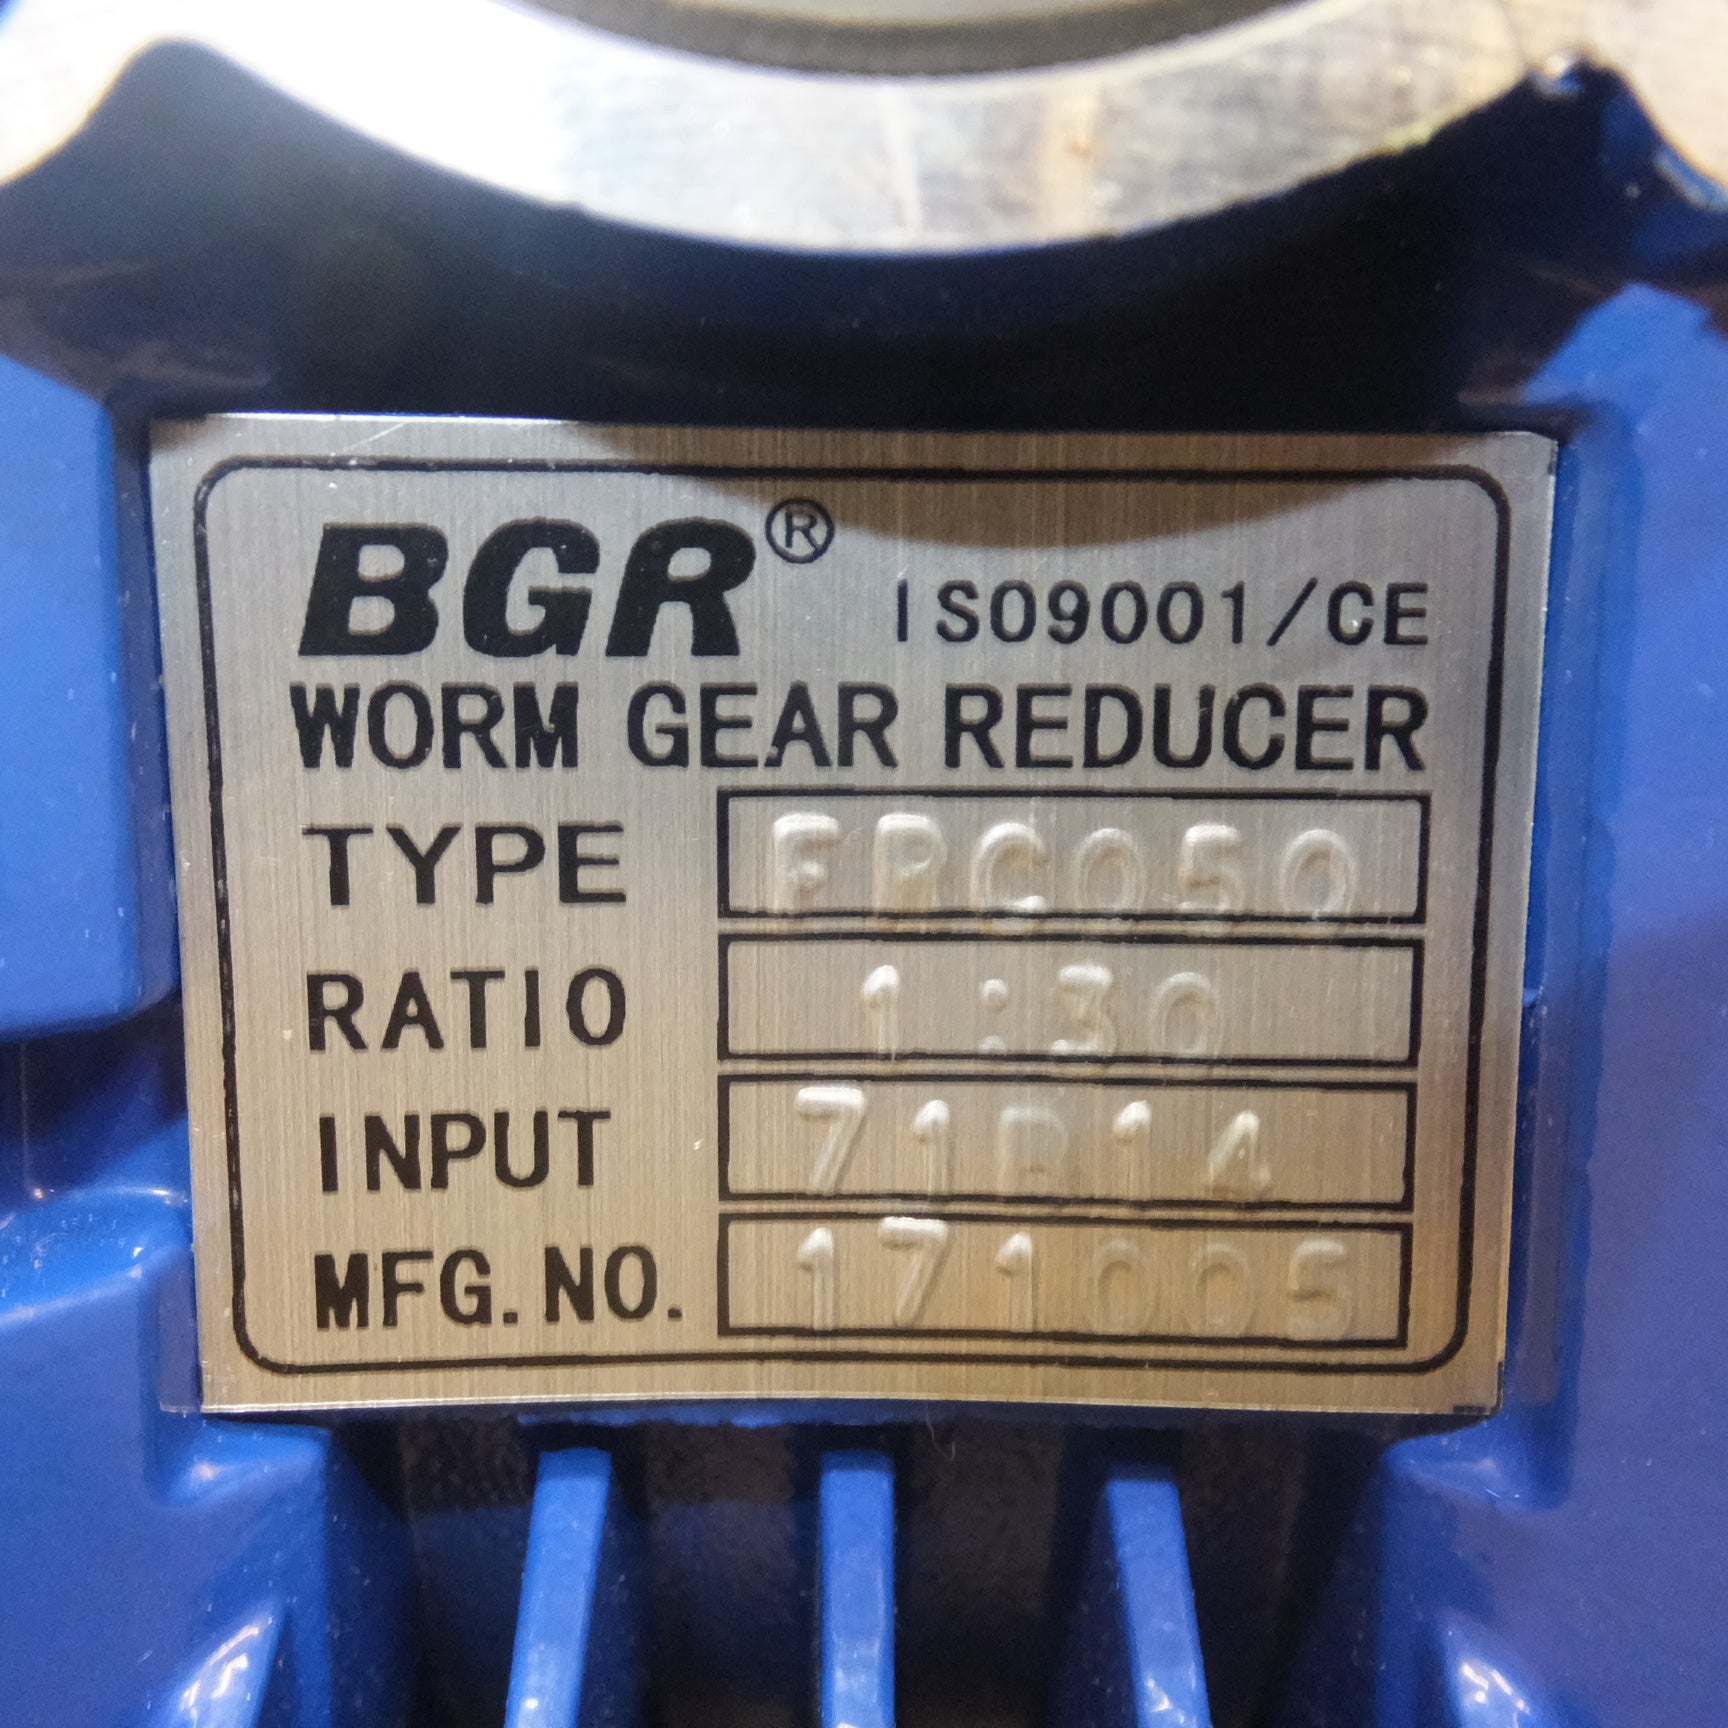 BGR®
ISO9001/CE
WORM GEAR REDUCER
TYPE FRC050
RATIO 1:30
INPUT 71B14
MFG.NO. 171005